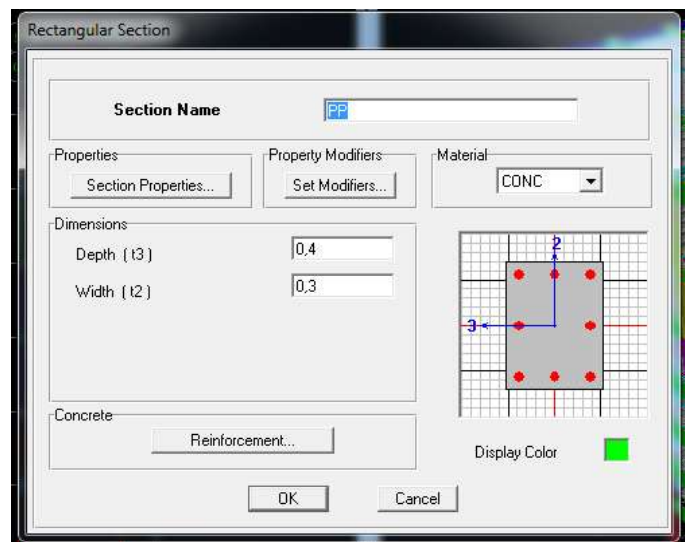 Rectangular Section
Section Name PP
Properties Property Modifiers Material
Section Properties... Set Modifiers... CONC
Dimensions
Depth ( t3 ) 0,4
Width ( t2 ) 0,3
2
3
Concrete
Reinforcement...
Display Color
OK Cancel